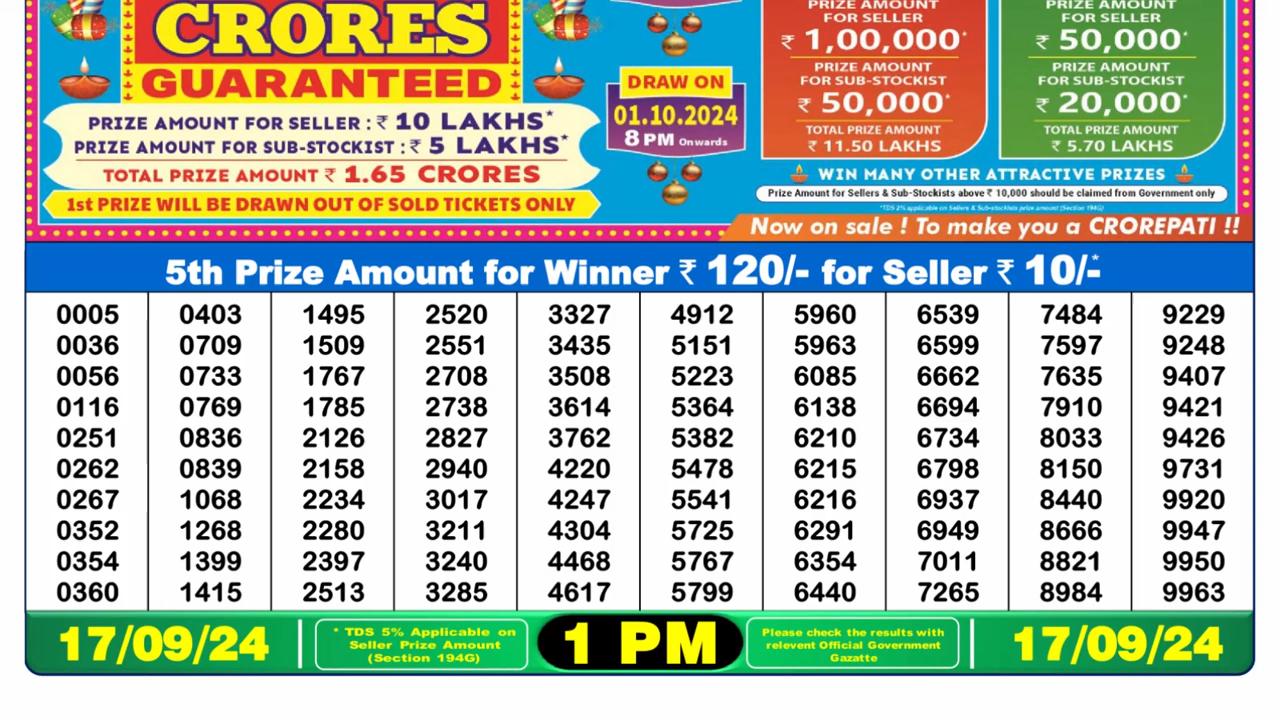 CRORES
GUARANTEED
PRIZE AMOUNT FOR SELLER : ₹ 10 LAKHS*
PRIZE AMOUNT FOR SUB-STOCKIST : ₹ 5 LAKHS*
TOTAL PRIZE AMOUNT ₹ 1.65 CRORES
1st PRIZE WILL BE DRAWN OUT OF SOLD TICKETS ONLY
DRAW ON
01.10.2024
8 PM Onwards
PRIZE AMOUNT
FOR SELLER
₹ 1,00,000*
PRIZE AMOUNT
FOR SUB-STOCKIST
₹ 50,000*
TOTAL PRIZE AMOUNT
₹ 11.50 LAKHS
PRIZE AMOUNT
FOR SELLER
₹ 50,000*
PRIZE AMOUNT
FOR SUB-STOCKIST
₹ 20,000*
TOTAL PRIZE AMOUNT
₹ 5.70 LAKHS
WIN MANY OTHER ATTRACTIVE PRIZES
Prize Amount for Sellers & Sub-Stockists above ₹ 10,000 should be claimed from Government only
*TDS 2% applicable on Sellers & Sub-stockists prize amount (Section 194G)
Now on sale ! To make you a CROREPATI !!
5th Prize Amount for Winner ₹ 120/- for Seller ₹ 10/-*
0005 0403 1495 2520 3327 4912 5960 6539 7484 9229
0036 0709 1509 2551 3435 5151 5963 6599 7597 9248
0056 0733 1767 2708 3508 5223 6085 6662 7635 9407
0116 0769 1785 2738 3614 5364 6138 6694 7910 9421
0251 0836 2126 2827 3762 5382 6210 6734 8033 9426
0262 0839 2158 2940 4220 5478 6215 6798 8150 9731
0267 1068 2234 3017 4247 5541 6216 6937 8440 9920
0352 1268 2280 3211 4304 5725 6291 6949 8666 9947
0354 1399 2397 3240 4468 5767 6354 7011 8821 9950
0360 1415 2513 3285 4617 5799 6440 7265 8984 9963
17/09/24
* TDS 5% Applicable on
Seller Prize Amount
(Section 194G)
1 PM
Please check the results with
relevent Official Government
Gazatte
17/09/24